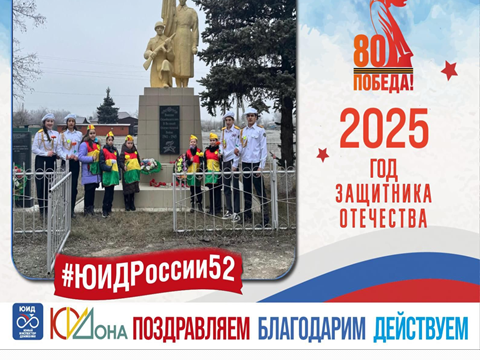 80
ПОБЕДА!
2025
ГОД
ЗАЩИТНИКА
ОТЕЧЕСТВА
#ЮИДРоссии52
ЮИД
ЮИДона ПОЗДРАВЛЯЕМ БЛАГОДАРИМ ДЕЙСТВУЕМ